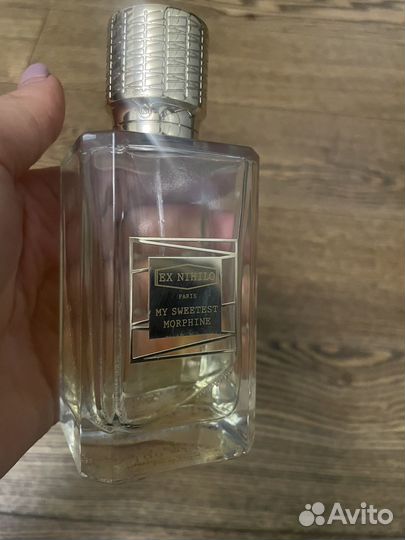 EX NIHILO
PARIS
MY SWEETEST
MORPHINE
Avito